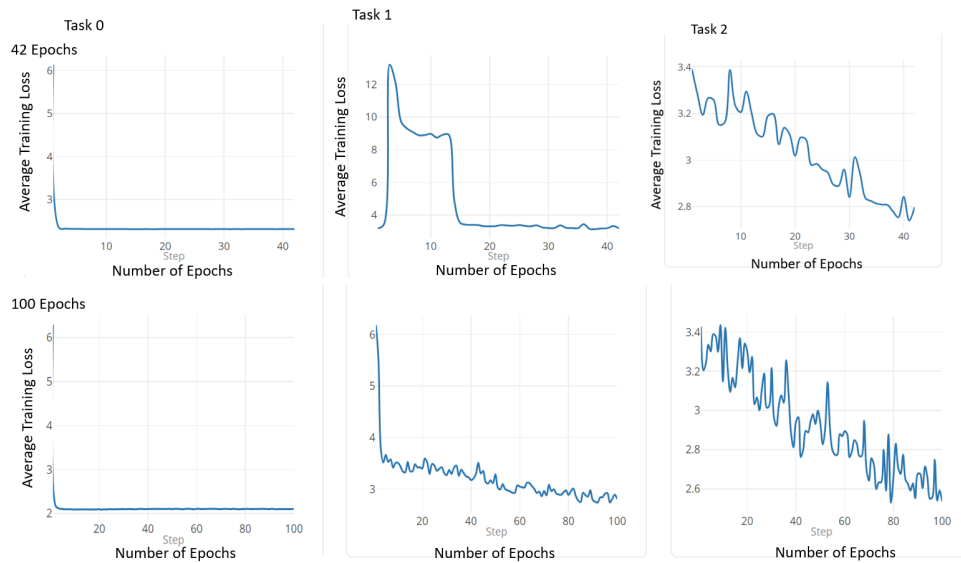 Task 0
Task 1
Task 2
42 Epochs
Average Training Loss
6
5
4
3
10
20
30
40
Step
Number of Epochs
Average Training Loss
12
10
8
6
4
10
20
30
40
Step
Number of Epochs
Average Training Loss
3.4
3.2
3
2.8
10
20
30
40
Step
Number of Epochs
100 Epochs
Average Training Loss
6
5
4
3
2
20
40
60
80
100
Step
Number of Epochs
6
5
4
3
20
40
60
80
100
Step
Number of Epochs
3.4
3.2
3
2.8
2.6
20
40
60
80
100
Step
Number of Epochs